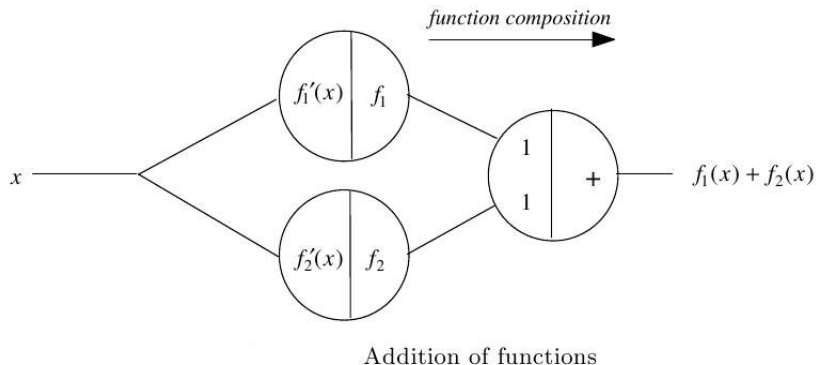 function composition
f₁′(x) f₁
1
x + f₁(x) + f₂(x)
1
f₂′(x) f₂
Addition of functions